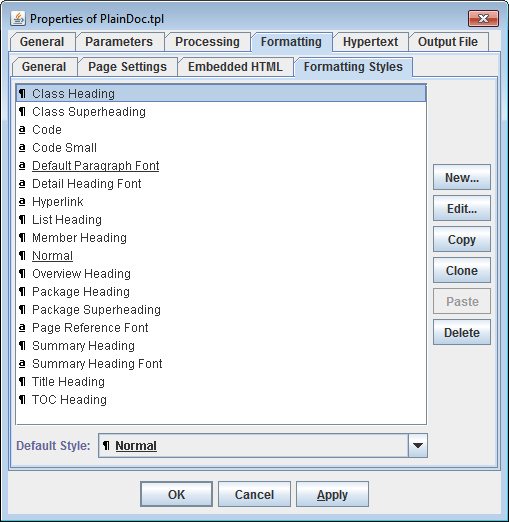 Properties of PlainDoc.tpl
General Parameters Processing Formatting Hypertext Output File
General Page Settings Embedded HTML Formatting Styles
¶ Class Heading
¶ Class Superheading
a Code
a Code Small
a Default Paragraph Font
a Detail Heading Font
a Hyperlink
¶ List Heading
¶ Member Heading
¶ Normal
¶ Overview Heading
¶ Package Heading
¶ Package Superheading
a Page Reference Font
¶ Summary Heading
a Summary Heading Font
¶ Title Heading
¶ TOC Heading
New...
Edit...
Copy
Clone
Paste
Delete
Default Style: ¶ Normal
OK Cancel Apply